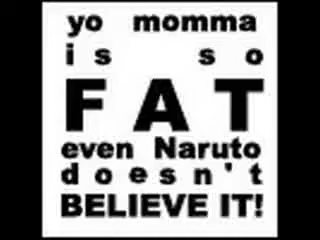 yo momma
is so
FAT
even Naruto
doesn't
BELIEVE IT!